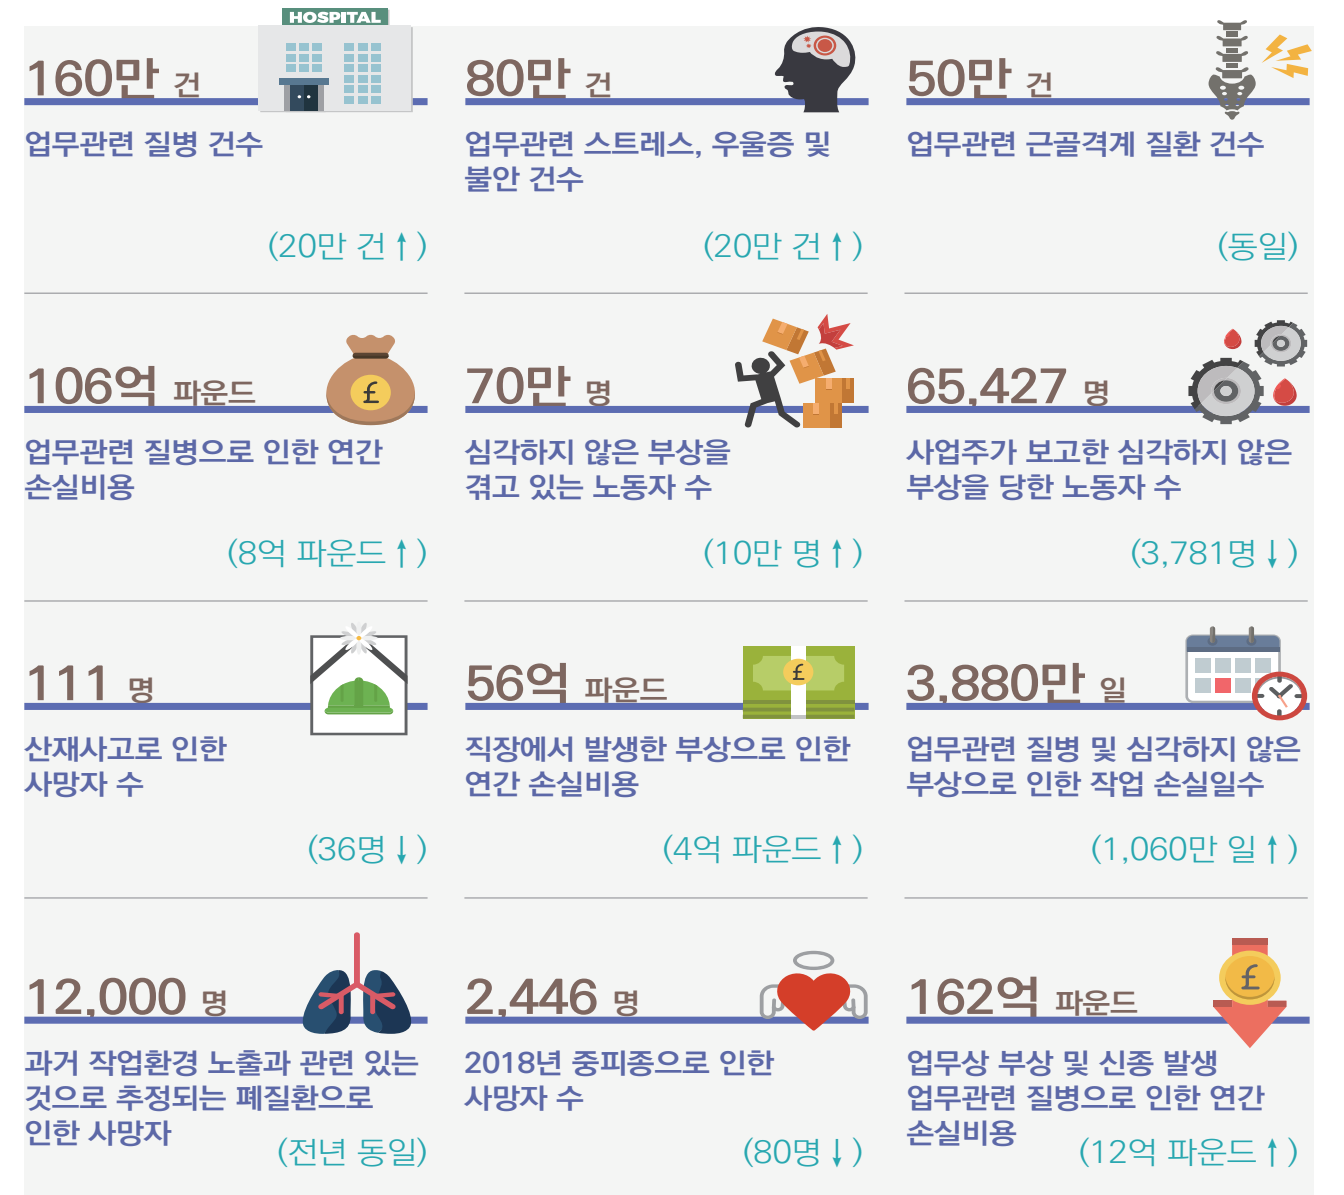 HOSPITAL
160만 건
업무관련 질병 건수
(20만 건↑)
80만 건
업무관련 스트레스, 우울증 및
불안 건수
(20만 건↑)
50만 건
업무관련 근골격계 질환 건수
(동일)
106억 파운드
£
업무관련 질병으로 인한 연간
손실비용
(8억 파운드↑)
70만 명
심각하지 않은 부상을
겪고 있는 노동자 수
(10만 명↑)
65,427 명
사업주가 보고한 심각하지 않은
부상을 당한 노동자 수
(3,781명↓)
111 명
산재사고로 인한
사망자 수
(36명↓)
56억 파운드
£
직장에서 발생한 부상으로 인한
연간 손실비용
(4억 파운드↑)
3,880만 일
업무관련 질병 및 심각하지 않은
부상으로 인한 작업 손실일수
(1,060만 일↑)
12,000 명
과거 작업환경 노출과 관련 있는
것으로 추정되는 폐질환으로
인한 사망자
(전년 동일)
2,446 명
2018년 중피종으로 인한
사망자 수
(80명↓)
162억 파운드
£
업무상 부상 및 신종 발생
업무관련 질병으로 인한 연간
손실비용
(12억 파운드↑)